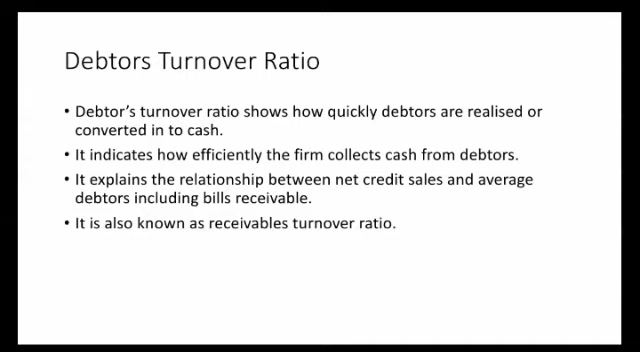 Debtors Turnover Ratio
• Debtor's turnover ratio shows how quickly debtors are realised or
converted in to cash.
• It indicates how efficiently the firm collects cash from debtors.
• It explains the relationship between net credit sales and average
debtors including bills receivable.
• It is also known as receivables turnover ratio.